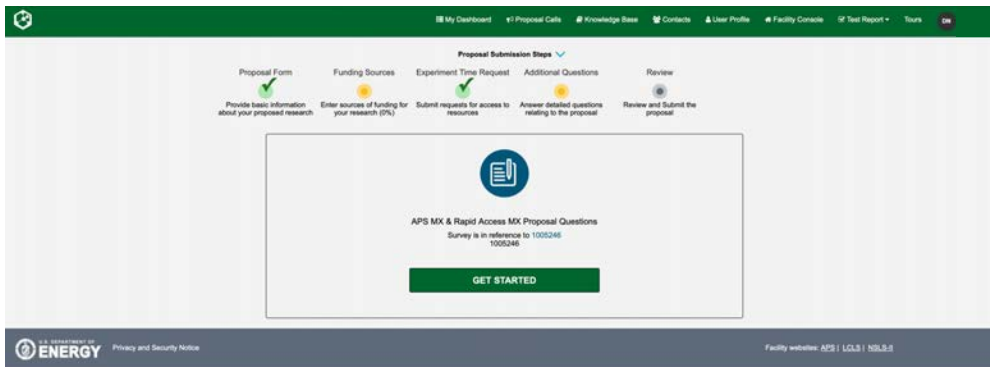 My Dashboard Proposal Calls Knowledge Base Contacts User Profile Facility Console Test Report Tours DN
Proposal Submission Steps
Proposal Form Funding Sources Experiment Time Request Additional Questions Review
Provide basic information Enter sources of funding for Submit requests for access to Answer detailed questions Review and Submit the
about your proposed research your research (0%) resources relating to the proposal proposal
APS MX & Rapid Access MX Proposal Questions
Survey is in reference to 1005246
1005246
GET STARTED
U.S. DEPARTMENT OF
ENERGY Privacy and Security Notice Facility websites: APS | LCLS | NSLS-II